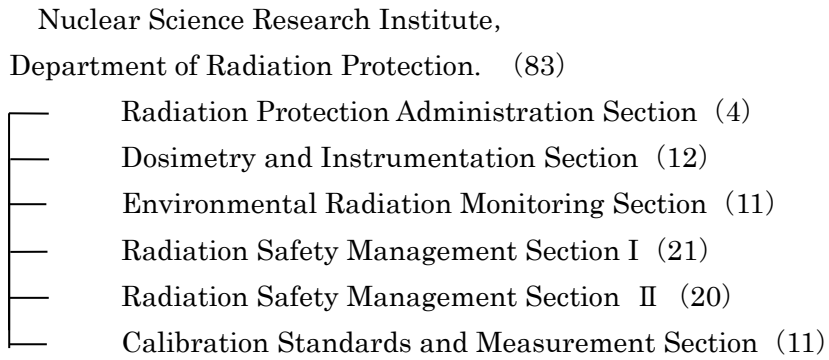 Nuclear Science Research Institute,
Department of Radiation Protection. （83）
Radiation Protection Administration Section（4）
Dosimetry and Instrumentation Section（12）
Environmental Radiation Monitoring Section（11）
Radiation Safety Management Section I（21）
Radiation Safety Management Section Ⅱ（20）
Calibration Standards and Measurement Section（11）